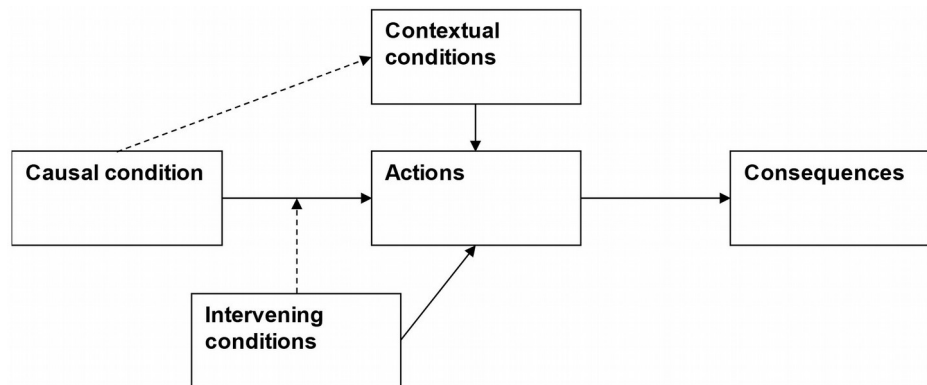 Contextual
conditions
Causal condition
Actions
Consequences
Intervening
conditions